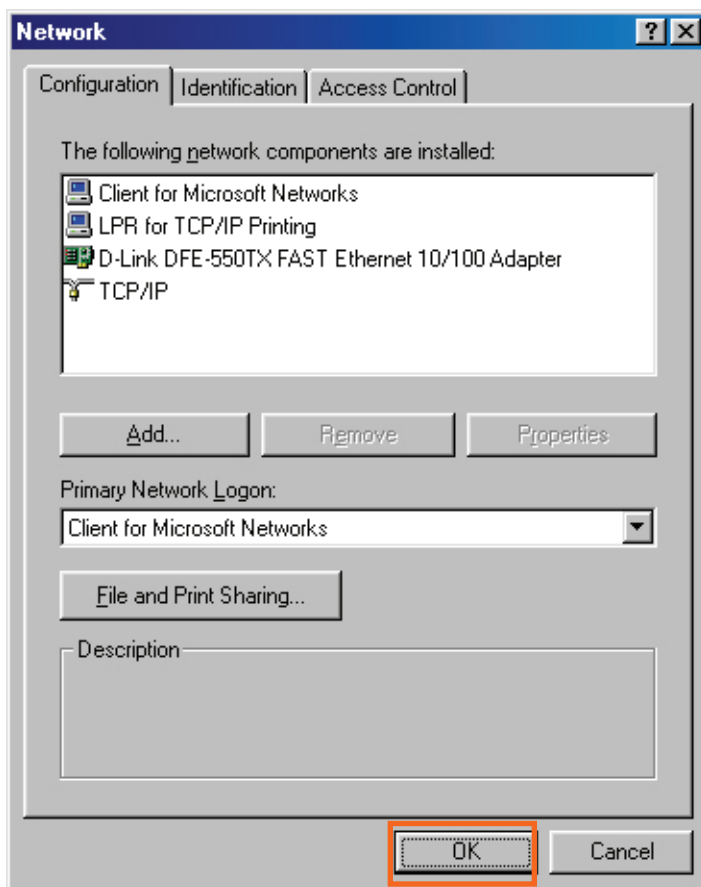 Network
Configuration Identification Access Control
The following network components are installed:
Client for Microsoft Networks
LPR for TCP/IP Printing
D-Link DFE-550TX FAST Ethernet 10/100 Adapter
TCP/IP
Add... Remove Properties
Primary Network Logon:
Client for Microsoft Networks
File and Print Sharing...
Description
OK Cancel